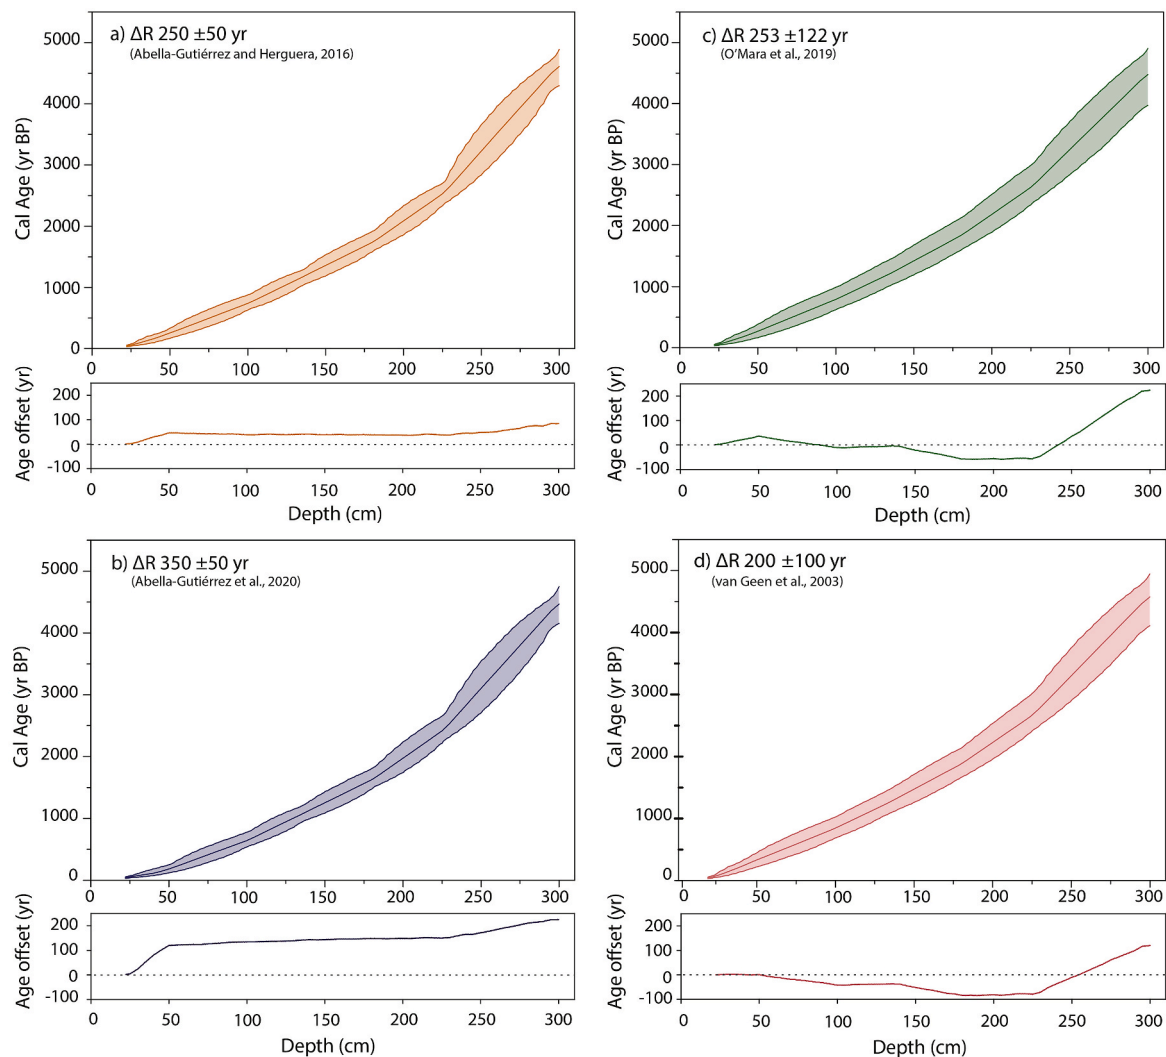 a) ΔR 250 ±50 yr
(Abella-Gutiérrez and Herguera, 2016)
Cal Age (yr BP)
5000
4000
3000
2000
1000
0
0 50 100 150 200 250 300
Age offset (yr)
200
100
0
-100
0 50 100 150 200 250 300
Depth (cm)
c) ΔR 253 ±122 yr
(O'Mara et al., 2019)
Cal Age (yr BP)
5000
4000
3000
2000
1000
0
0 50 100 150 200 250 300
Age offset (yr)
200
100
0
-100
0 50 100 150 200 250 300
Depth (cm)
b) ΔR 350 ±50 yr
(Abella-Gutiérrez et al., 2020)
Cal Age (yr BP)
5000
4000
3000
2000
1000
0
0 50 100 150 200 250 300
Age offset (yr)
200
100
0
-100
0 50 100 150 200 250 300
Depth (cm)
d) ΔR 200 ±100 yr
(van Geen et al., 2003)
Cal Age (yr BP)
5000
4000
3000
2000
1000
0
0 50 100 150 200 250 300
Age offset (yr)
200
100
0
-100
0 50 100 150 200 250 300
Depth (cm)